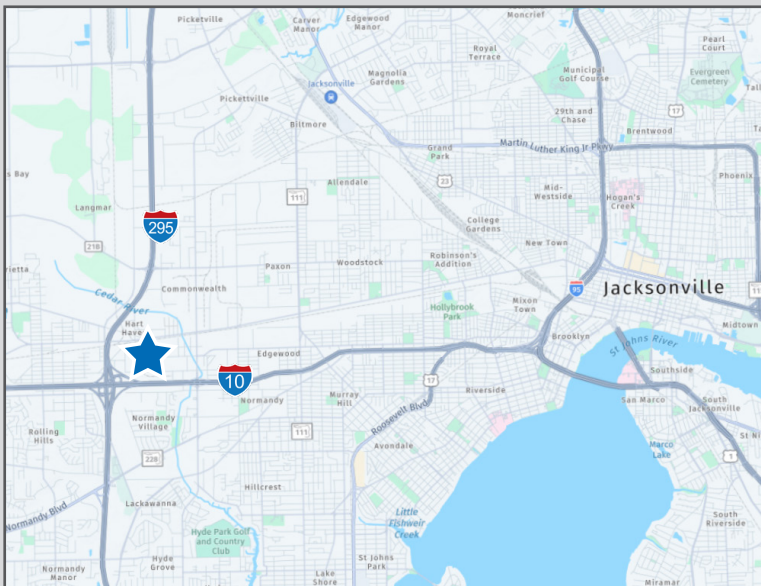 Picketville
Carver
Manor
Edgewood
Manor
Moncrief
Royal
Terrace
Pearl
Court
Jacksonville
Magnolia
Gardens
Municipal
Golf Course
Evergreen
Cemetery
Pickettville
Biltmore
29th and
Chase
17
Brentwood
Grand
Park
Martin Luther King Jr Pkwy
s Bay
23
Phoenix
Allendale
111
Mid-
Westside
Hogan's
Creek
Langmar
295
College
Gardens
218
New Town
rietta
Paxon
Woodstock
Robinson's
Addition
Cedar River
Commonwealth
95
Jacksonville
Hollybrook
Park
Mixon
Town
Hart
Haven
Brooklyn
Midtown
St Johns River
Edgewood
10
17
Southside
Normandy
Murray
Hill
Riverside
San Marco
South
Jacksonville
Roosevelt Blvd
Normandy
Village
Rolling
Hills
111
Avondale
Marco
Lake
St Ni
228
1
Hillcrest
Lackawanna
Normandy Blvd
Little
Fishweir
Creek
South
Riverside
Hyde Park Golf
and Country
Club
Hyde
Grove
St Johns
Park
Normandy
Manor
Lake
Shore
Miramar